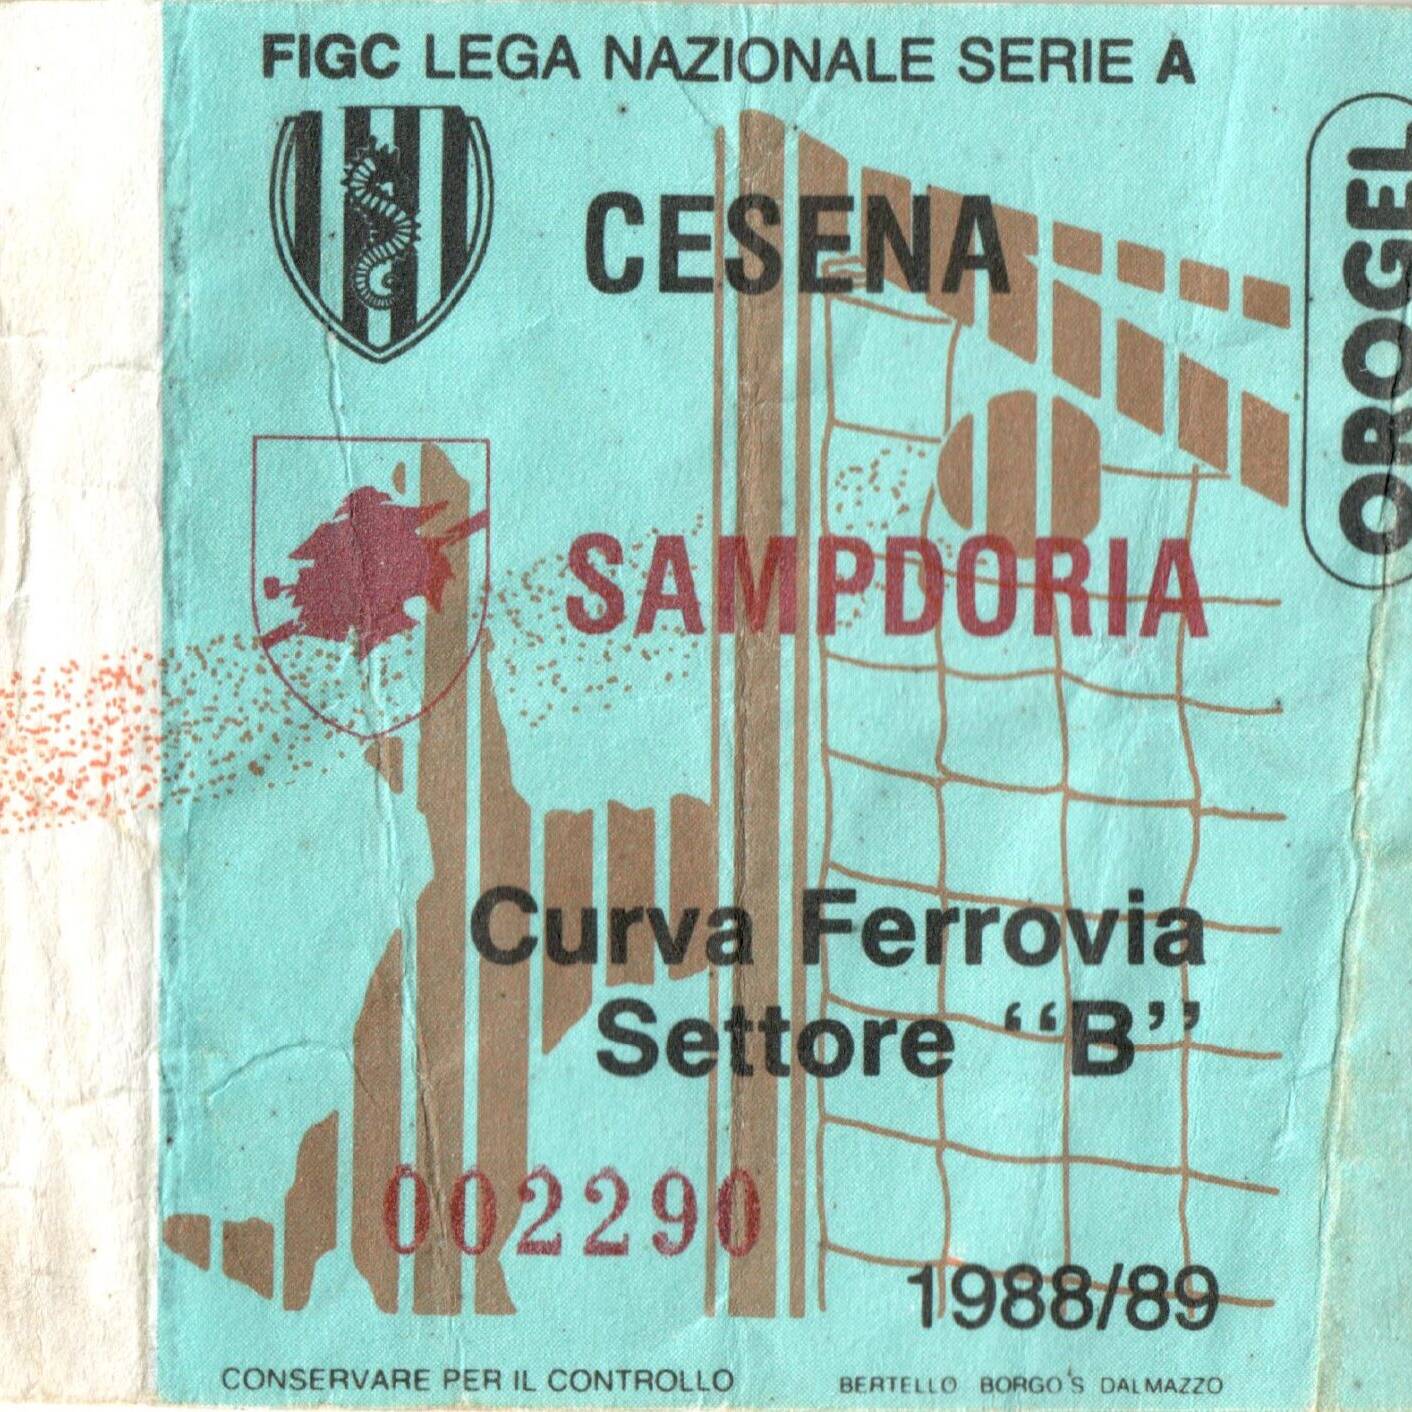 FIGC LEGA NAZIONALE SERIE A
CESENA
OROGEL
SAMPDORIA
Curva Ferrovia
Settore “B”
002290
1988/89
CONSERVARE PER IL CONTROLLO
BERTELLO BORGO'S DALMAZZO